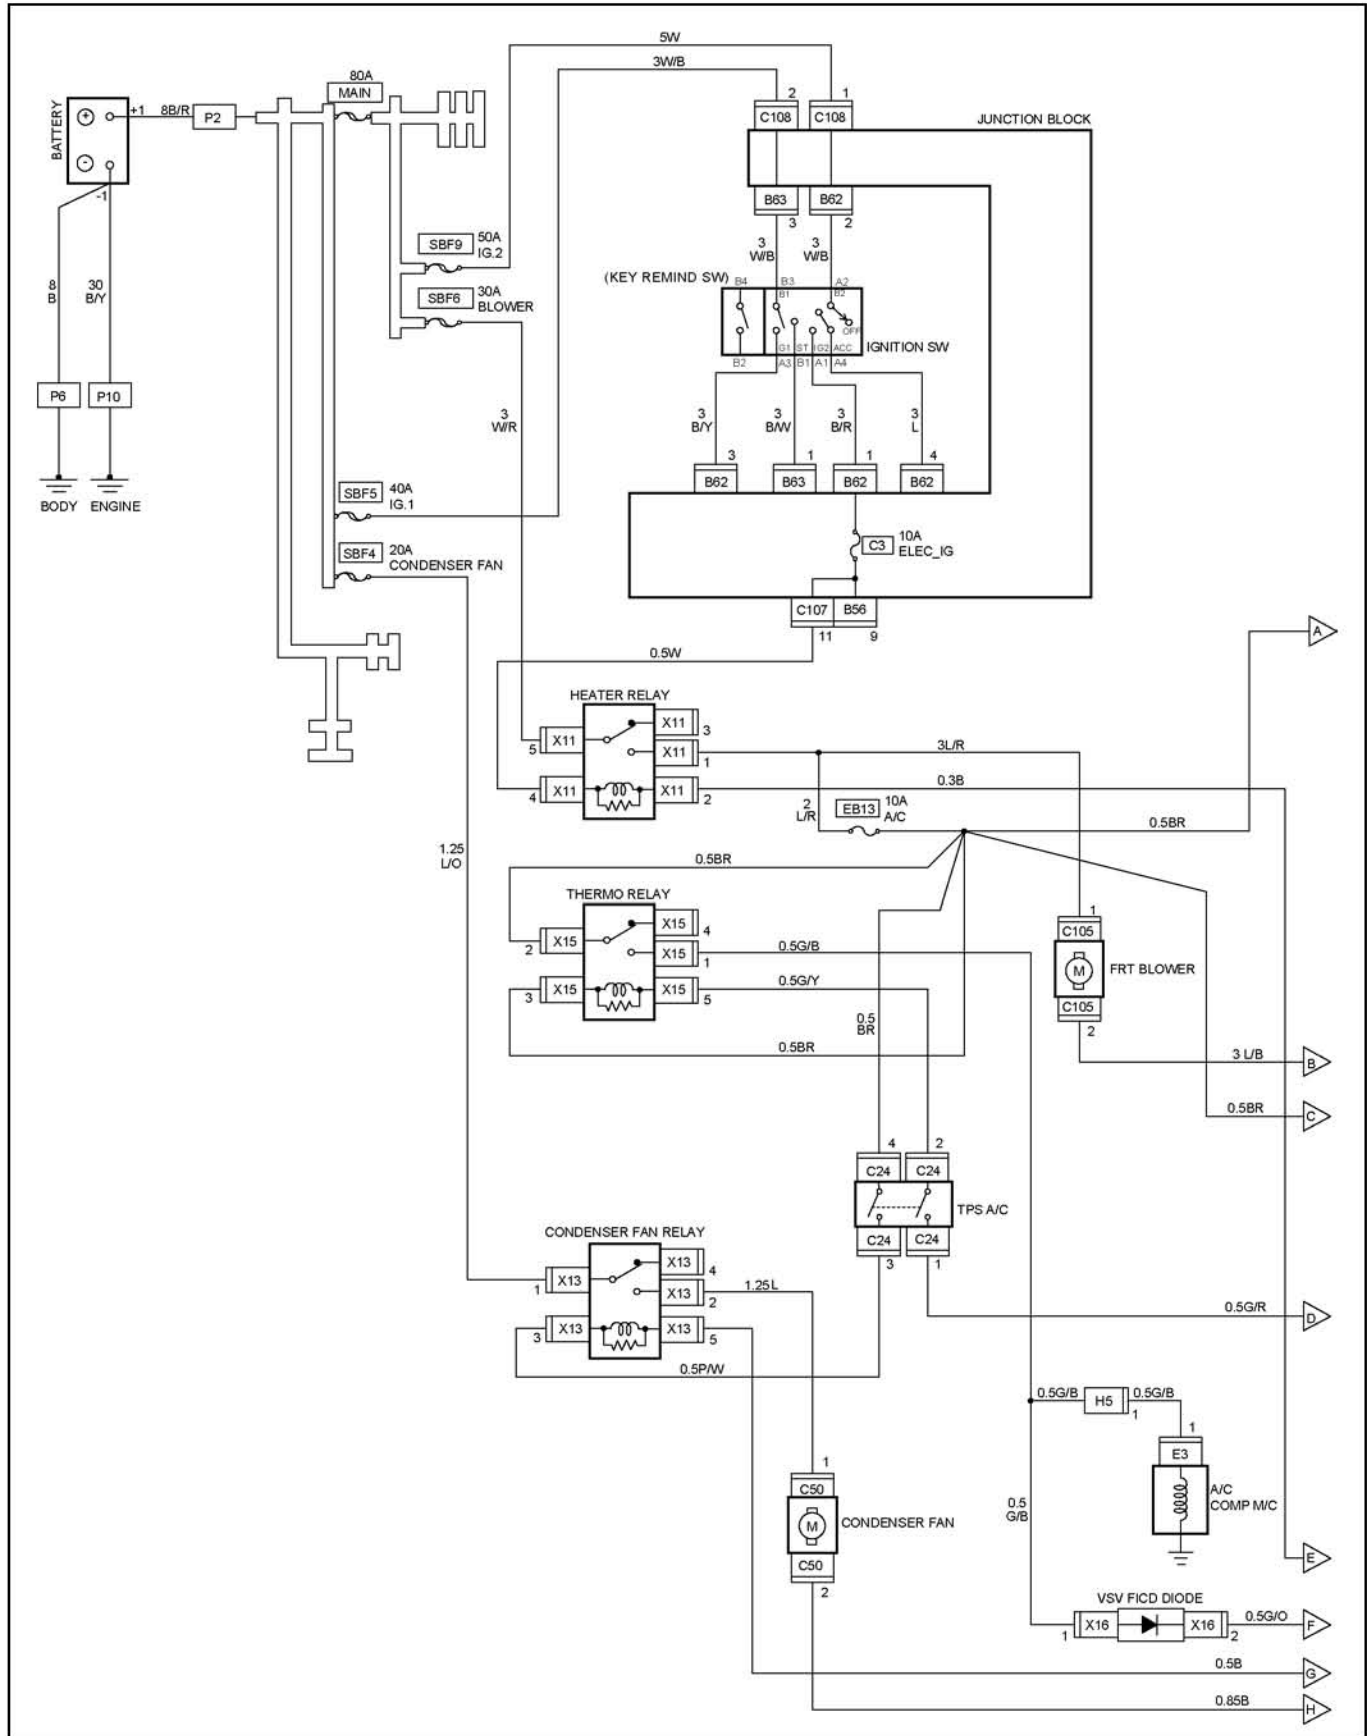 5W
3W/B
80A
MAIN
BATTERY
+
-
+1
8B/R
P2
-1
2
1
C108
C108
JUNCTION BLOCK
B63
B62
3
2
SBF9
50A
IG.2
SBF6
30A
BLOWER
3
W/B
3
W/B
(KEY REMIND SW)
B4
B3
A2
B1
B2
OFF
G1
ST
IG2
ACC
IGNITION SW
B2
A3
B1
A1
A4
8
B
30
B/Y
P6
P10
BODY
ENGINE
3
W/R
3
B/Y
3
B/W
3
B/R
3
L
3
1
1
4
B62
B63
B62
B62
SBF5
40A
IG.1
SBF4
20A
CONDENSER FAN
C3
10A
ELEC_IG
C107
B56
11
9
A
0.5W
HEATER RELAY
X11
3
5
X11
X11
1
3L/R
4
X11
X11
2
0.3B
2
L/R
EB13
10A
A/C
0.5BR
1.25
L/O
0.5BR
THERMO RELAY
X15
4
2
X15
X15
1
0.5G/B
3
X15
X15
5
0.5G/Y
0.5
BR
0.5BR
1
C105
M
FRT BLOWER
C105
2
3 L/B
B
0.5BR
C
4
2
C24
C24
TPS A/C
C24
C24
3
1
CONDENSER FAN RELAY
X13
4
1
X13
X13
2
1.25L
3
X13
X13
5
0.5G/R
D
0.5P/W
0.5G/B
H5
1
0.5G/B
1
E3
A/C
COMP M/C
1
C50
M
CONDENSER FAN
C50
2
0.5
G/B
E
VSV FICD DIODE
1
X16
X16
2
0.5G/O
F
0.5B
G
0.85B
H